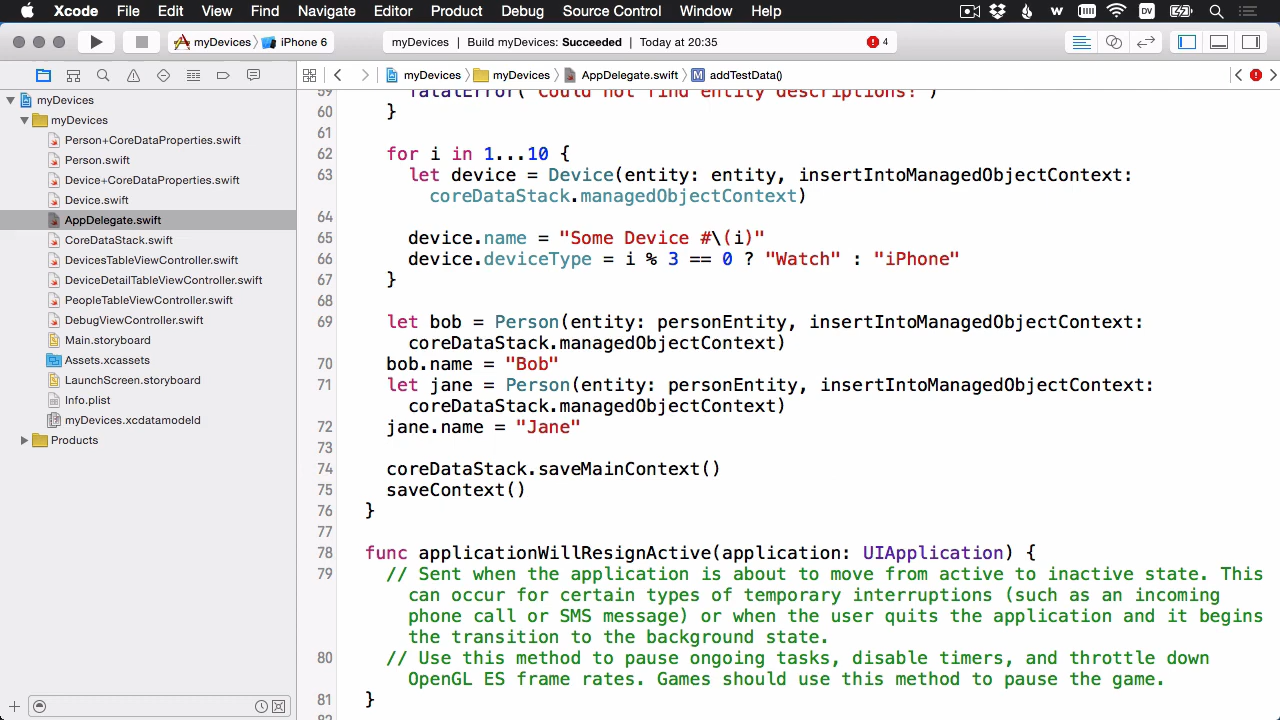 Xcode File Edit View Find Navigate Editor Product Debug Source Control Window Help
myDevices iPhone 6
myDevices | Build myDevices: Succeeded | Today at 20:35
4
myDevices myDevices AppDelegate.swift M addTestData()
myDevices
myDevices
Person+CoreDataProperties.swift
Person.swift
Device+CoreDataProperties.swift
Device.swift
AppDelegate.swift
CoreDataStack.swift
DevicesTableViewController.swift
DeviceDetailTableViewController.swift
PeopleTableViewController.swift
DebugViewController.swift
Main.storyboard
Assets.xcassets
LaunchScreen.storyboard
Info.plist
myDevices.xcdatamodeld
Products
59 fatalError("Could not find entity descriptions!")
60 }
61
62 for i in 1...10 {
63 let device = Device(entity: entity, insertIntoManagedObjectContext:
coreDataStack.managedObjectContext)
64
65 device.name = "Some Device #\(i)"
66 device.deviceType = i % 3 == 0 ? "Watch" : "iPhone"
67 }
68
69 let bob = Person(entity: personEntity, insertIntoManagedObjectContext:
coreDataStack.managedObjectContext)
70 bob.name = "Bob"
71 let jane = Person(entity: personEntity, insertIntoManagedObjectContext:
coreDataStack.managedObjectContext)
72 jane.name = "Jane"
73
74 coreDataStack.saveMainContext()
75 saveContext()
76 }
77
78 func applicationWillResignActive(application: UIApplication) {
79 // Sent when the application is about to move from active to inactive state. This
can occur for certain types of temporary interruptions (such as an incoming
phone call or SMS message) or when the user quits the application and it begins
the transition to the background state.
80 // Use this method to pause ongoing tasks, disable timers, and throttle down
OpenGL ES frame rates. Games should use this method to pause the game.
81 }